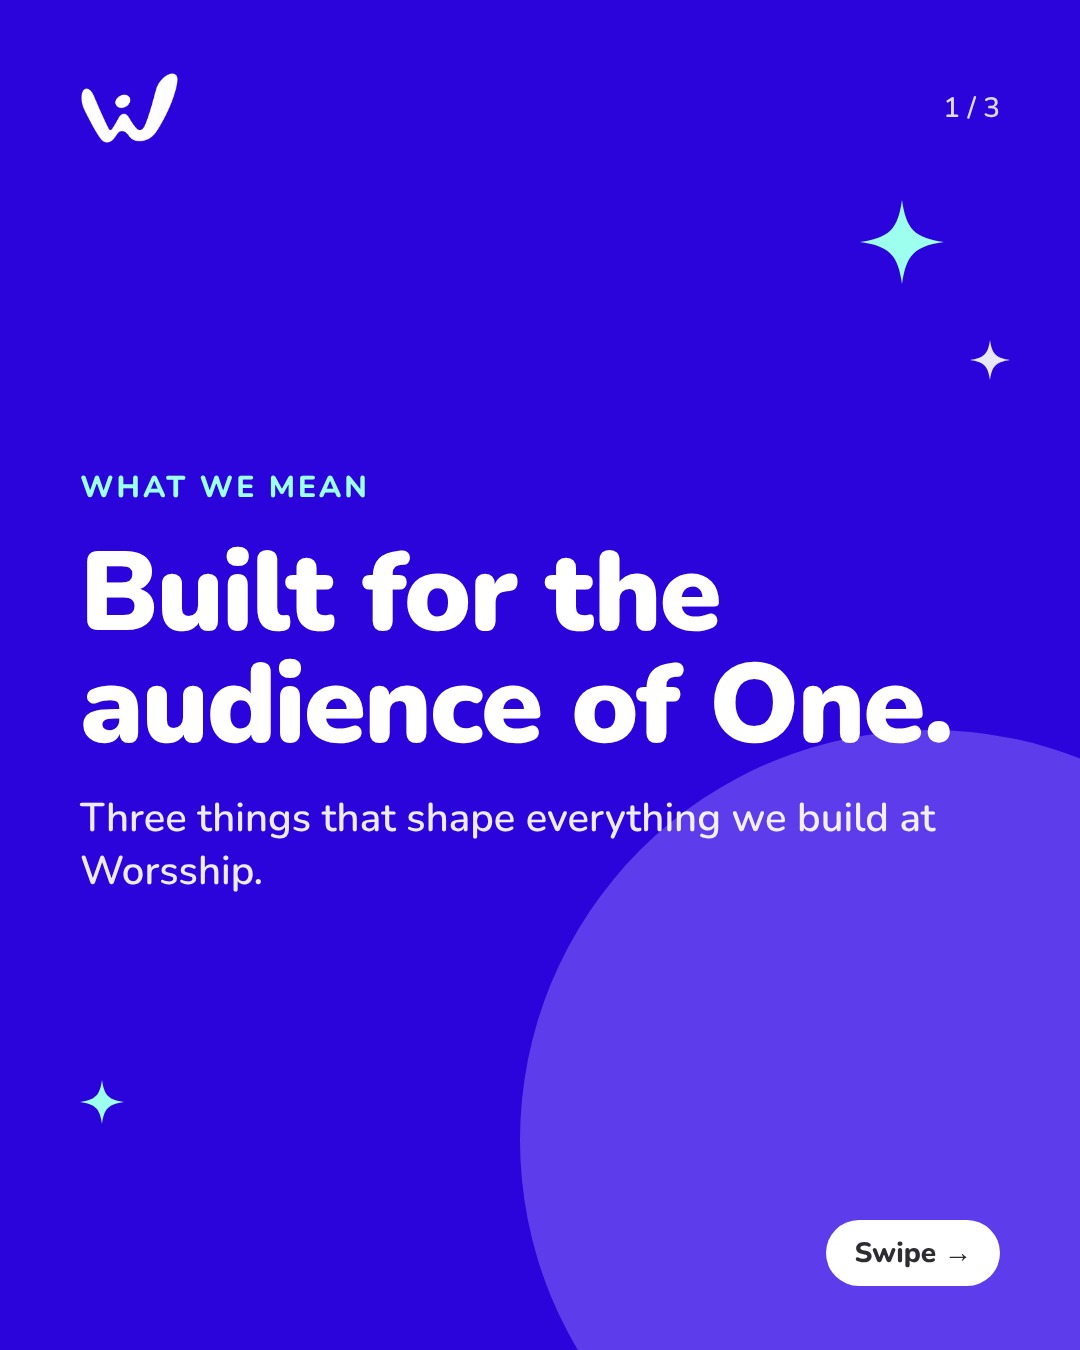 1 / 3
WHAT WE MEAN
Built for the
audience of One.
Three things that shape everything we build at
Worsship.
Swipe →